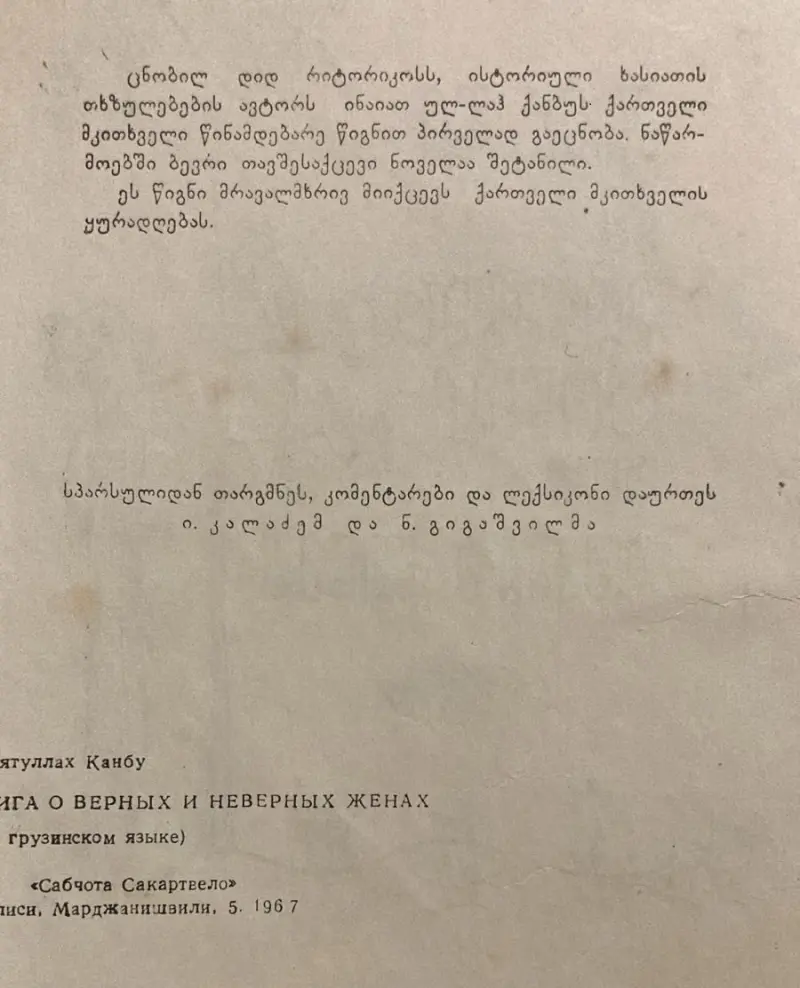 ცნობილ დიდ რიტორიკოსს, ისტორიული ხასიათის
თხზულებების ავტორს ინაიათ ულ-ლაჰ ქანბუს ქართველი
მკითხველი წინამდებარე წიგნით პირველად გაეცნობა. ნაწარ-
მოებში ბევრი თავშესაქცევი ნოველაა შეტანილი.
ეს წიგნი მრავალმხრივ მიიქცევს ქართველი მკითხველის
ყურადღებას.
სპარსულიდან თარგმნეს, კომენტარები და ლექსიკონი დაურთეს
ი. კალაძემ და ნ. გიგაშვილმა
ятуллах Қанбу
ИГА О ВЕРНЫХ И НЕВЕРНЫХ ЖЕНАХ
грузинском языке)
«Сабчота Сакартвело»
лиси, Марджанишвили, 5. 1967